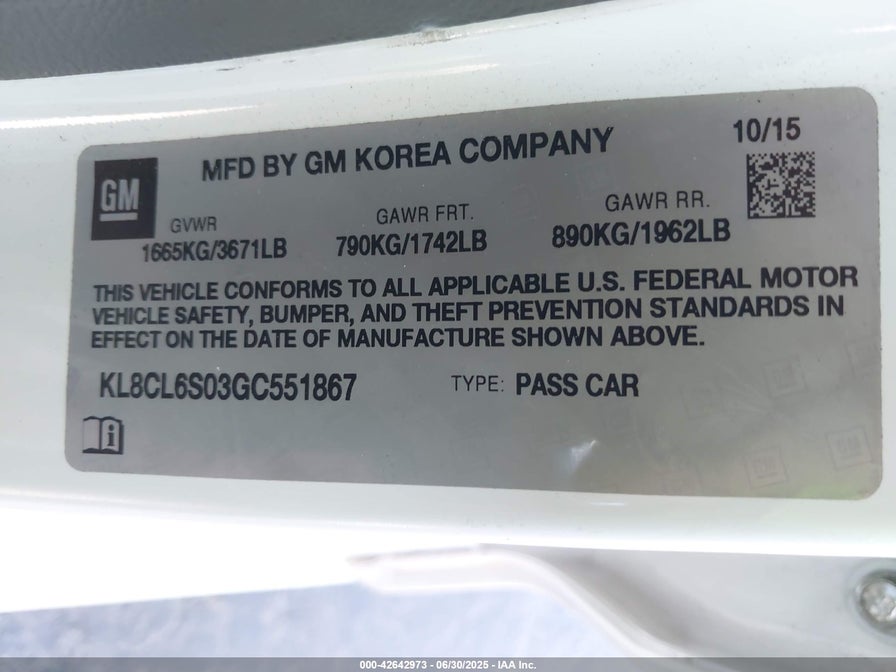 MFD BY GM KOREA COMPANY
10/15
GM
GVWR
1665KG/3671LB
GAWR FRT.
790KG/1742LB
GAWR RR.
890KG/1962LB
THIS VEHICLE CONFORMS TO ALL APPLICABLE U.S. FEDERAL MOTOR
VEHICLE SAFETY, BUMPER, AND THEFT PREVENTION STANDARDS IN
EFFECT ON THE DATE OF MANUFACTURE SHOWN ABOVE.
KL8CL6S03GC551867 TYPE: PASS CAR
000-42642973 - 06/30/2025 - IAA Inc.